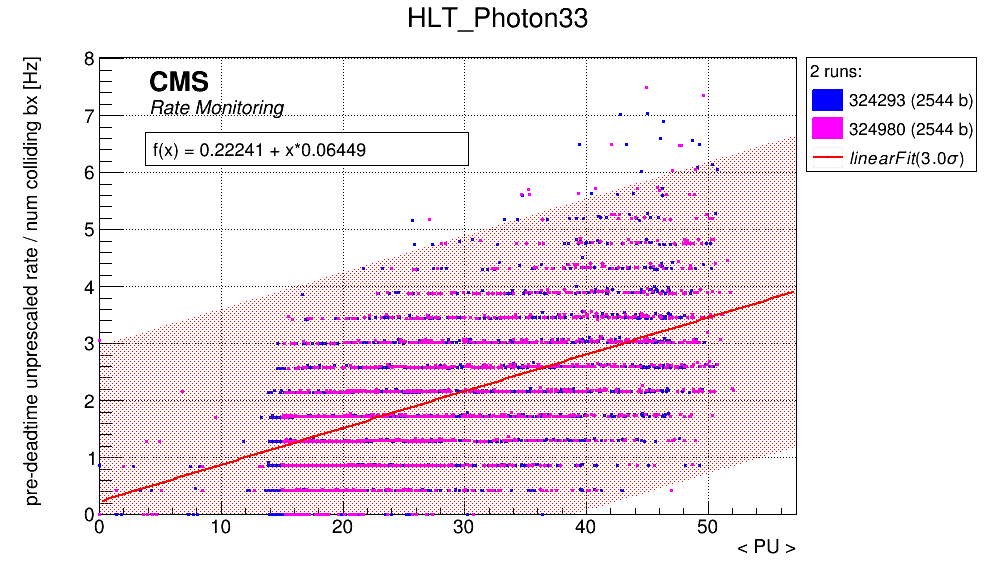 HLT_Photon33
pre-deadtime unprescaled rate / num colliding bx [Hz]
CMS
Rate Monitoring
f(x) = 0.22241 + x*0.06449
8
7
6
5
4
3
2
1
0
0 10 20 30 40 50
< PU >
2 runs:
324293 (2544 b)
324980 (2544 b)
linearFit(3.0σ)